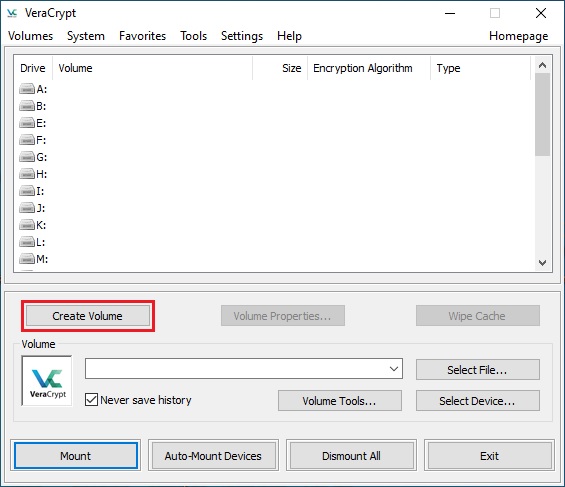 VeraCrypt
Volumes System Favorites Tools Settings Help Homepage
Drive Volume Size Encryption Algorithm Type
A:
B:
E:
F:
G:
H:
I:
J:
K:
L:
M:
Create Volume Volume Properties... Wipe Cache
Volume
VeraCrypt
Select File...
Never save history Volume Tools... Select Device...
Mount Auto-Mount Devices Dismount All Exit